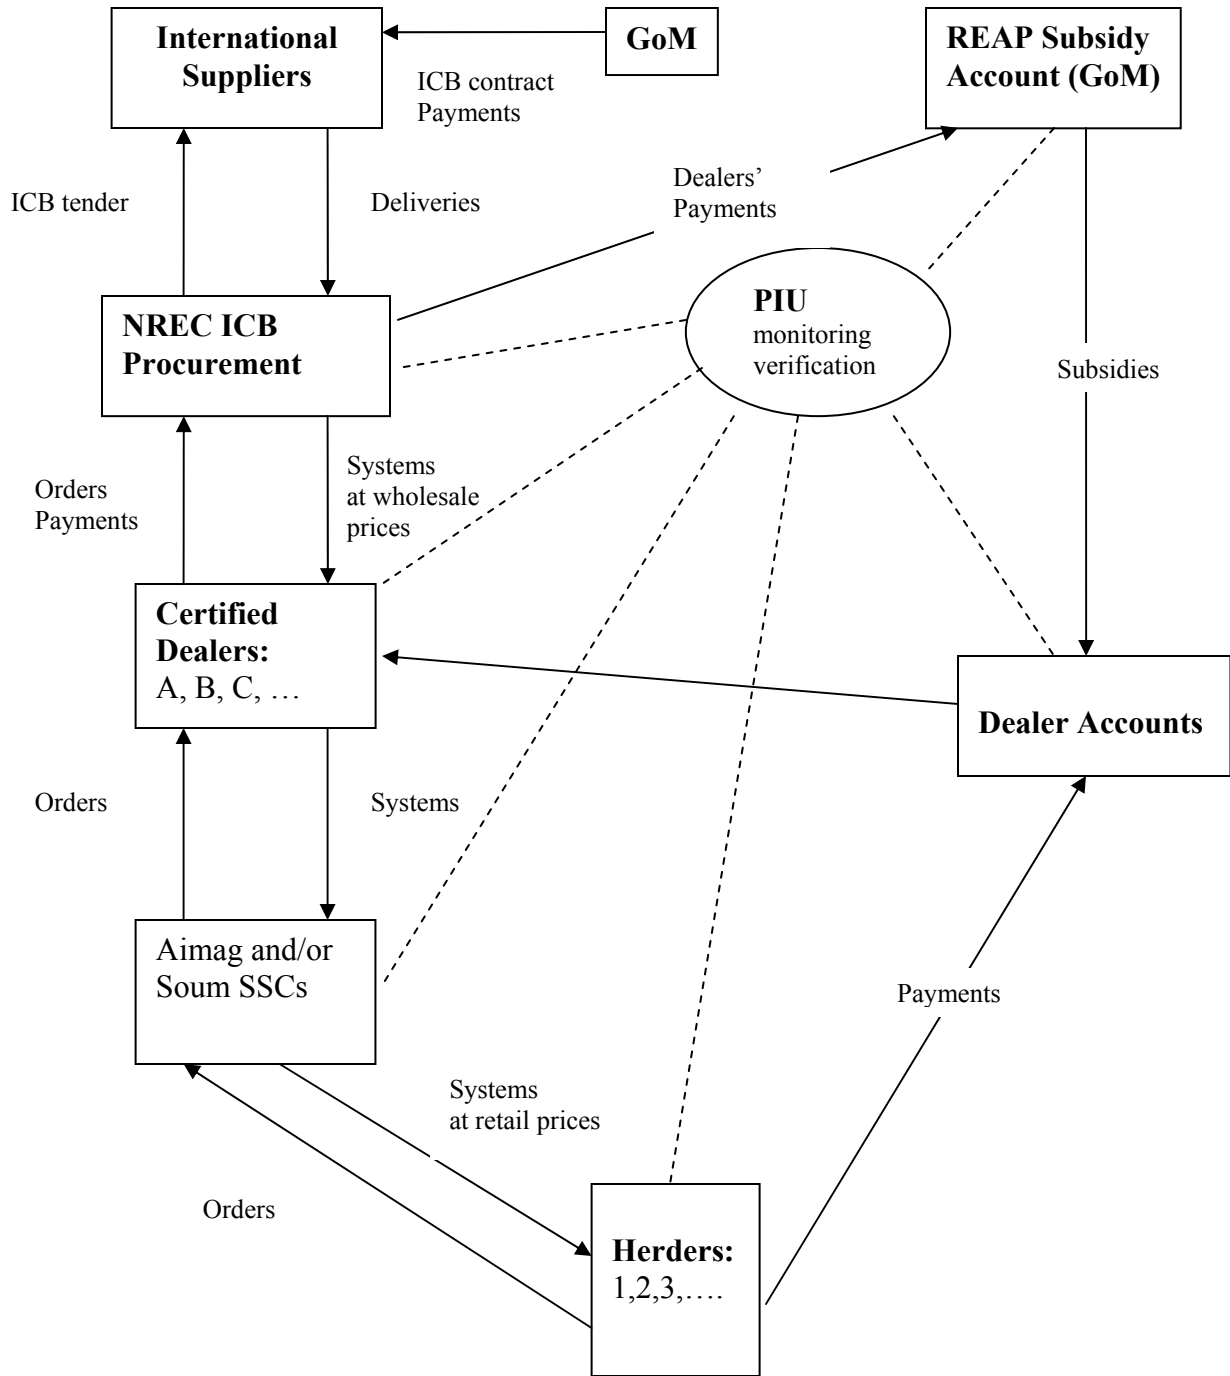 International
Suppliers
GoM
REAP Subsidy
Account (GoM)
ICB contract
Payments
ICB tender
Deliveries
Dealers’
Payments
NREC ICB
Procurement
PIU
monitoring
verification
Subsidies
Orders
Payments
Systems
at wholesale
prices
Certified
Dealers:
A, B, C, …
Dealer Accounts
Orders
Systems
Aimag and/or
Soum SSCs
Payments
Systems
at retail prices
Orders
Herders:
1,2,3,….